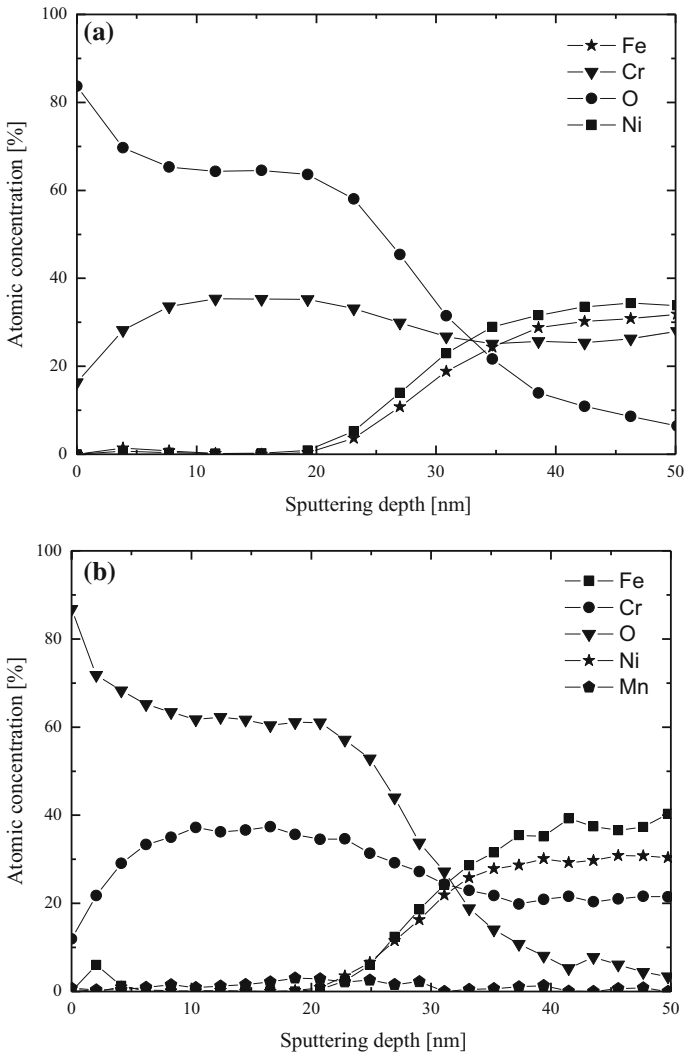 (a)
Fe
Cr
O
Ni
100
80
60
40
20
0
Atomic concentration [%]
0 10 20 30 40 50
Sputtering depth [nm]
(b)
Fe
Cr
O
Ni
Mn
100
80
60
40
20
0
Atomic concentration [%]
0 10 20 30 40 50
Sputtering depth [nm]